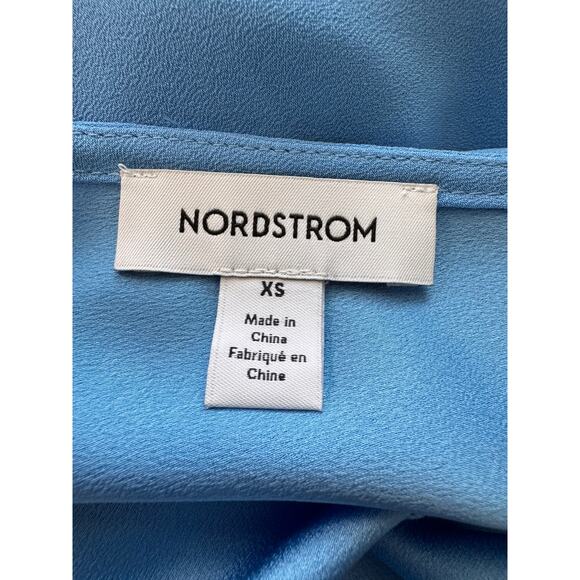 NORDSTROM
XS
Made in
China
Fabriqué en
Chine